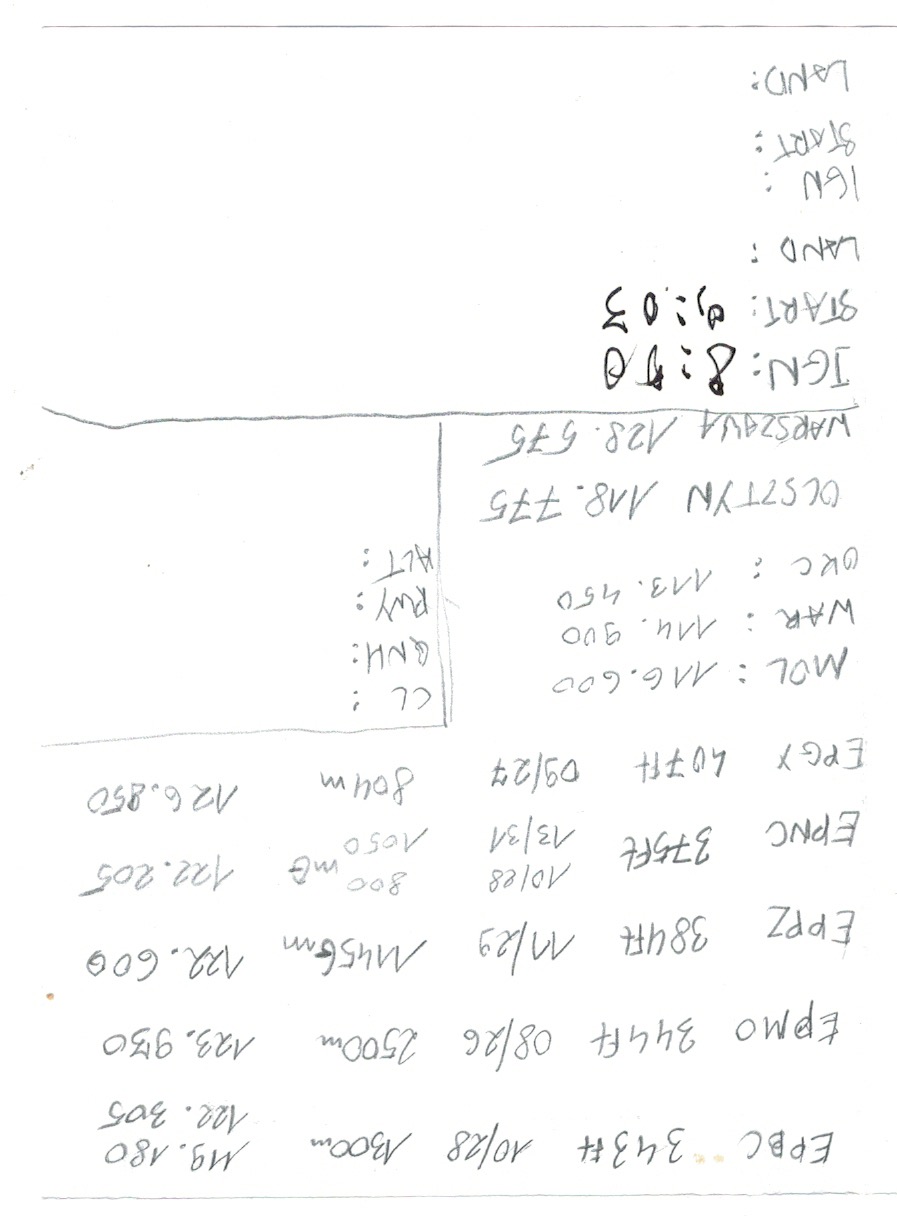 EPBC 343ft 10/28 1300m 119.180
122.305
EPMO 344ft 08/26 2500m 123.930
EPPZ 384ft 11/29 1145Gm 122.600
EPNC 375ft 10/28 800 mG 122.205
13/31 1050
EPGY 407ft 09/27 804m 126.850
MOL : 116.600
WAR : 114.900
OKC : 113.450
OLSZTYN 118.775
WARSZAWA 128.575
CL :
QNH:
RWY:
ALT:
IGN: 8:
START: 9:03
LAND :
IGN :
START:
LAND: